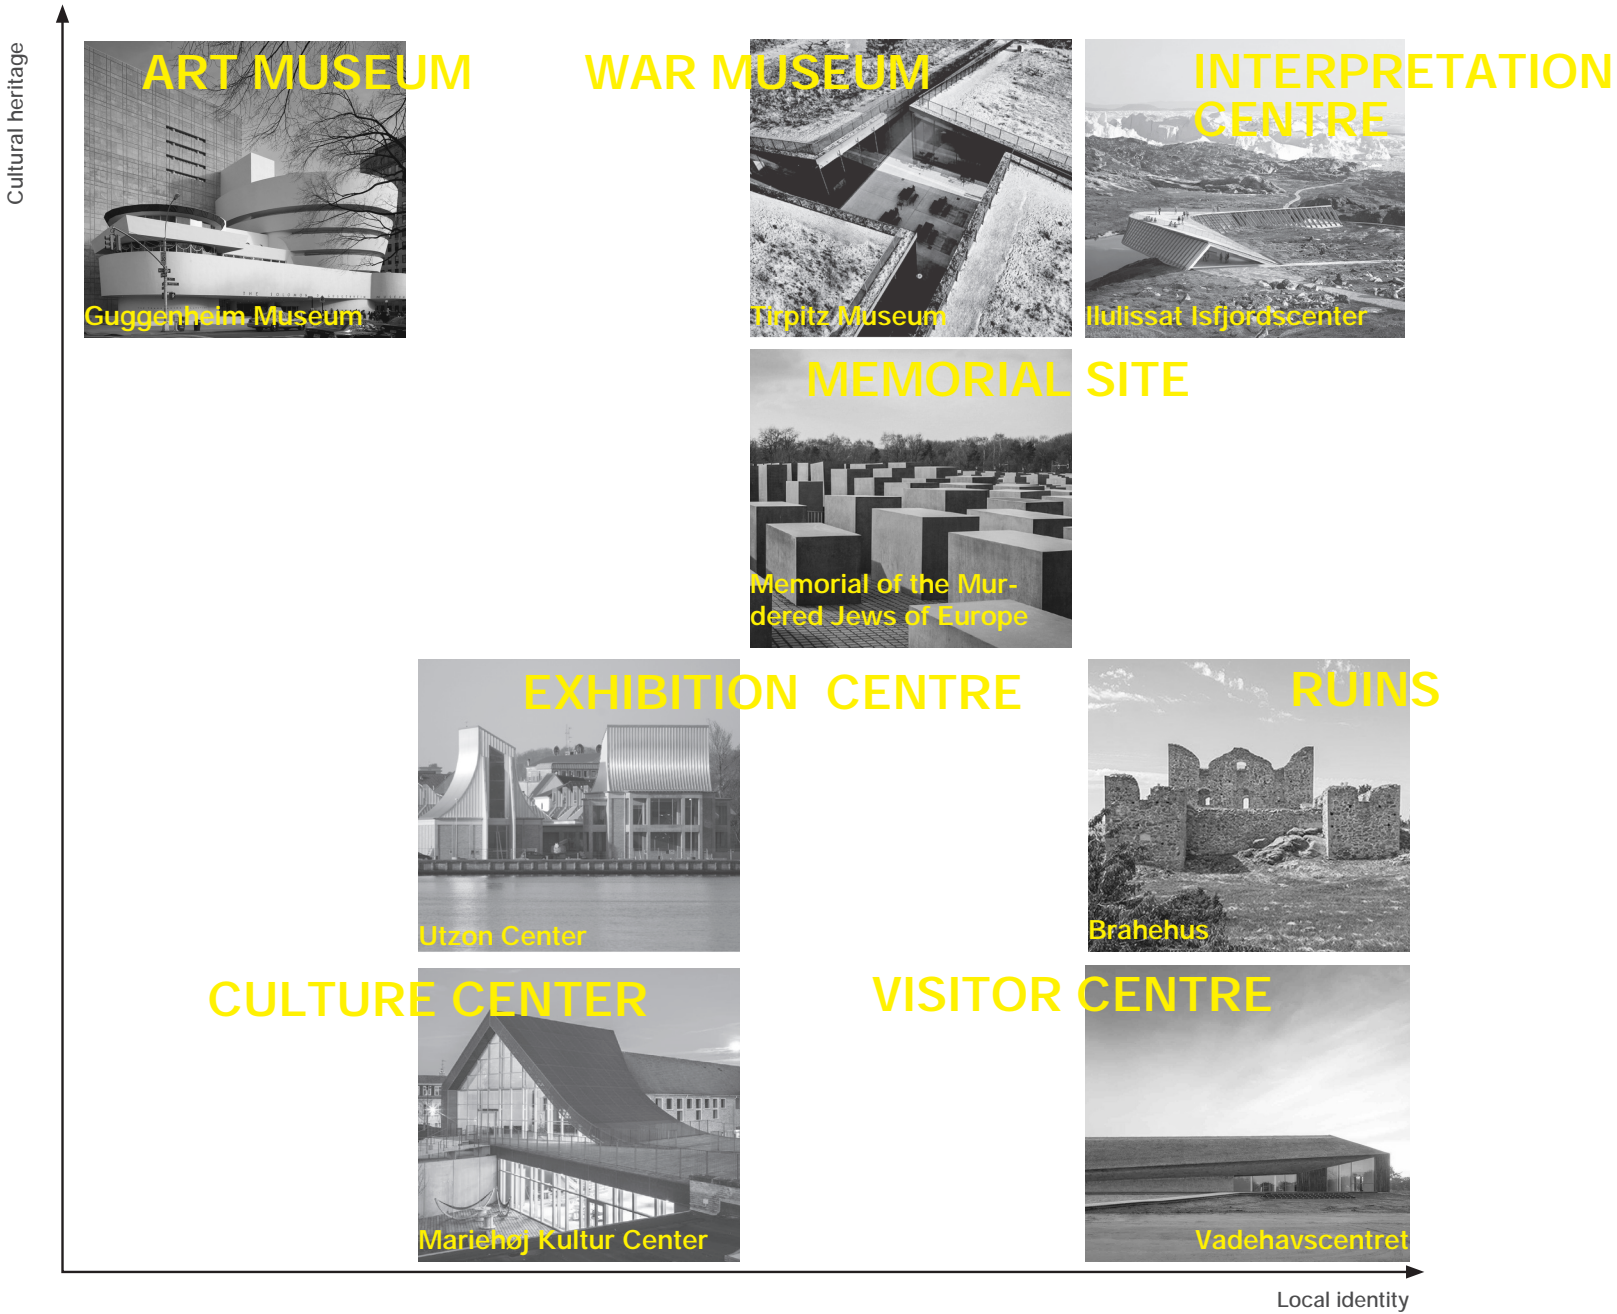 Cultural heritage
ART MUSEUM
Guggenheim Museum
WAR MUSEUM
Tirpitz Museum
INTERPRETATION
CENTRE
Ilulissat Isfjordscenter
MEMORIAL SITE
Memorial of the Mur-
dered Jews of Europe
EXHIBITION CENTRE
Utzon Center
RUINS
Brahehus
CULTURE CENTER
Mariehøj Kultur Center
VISITOR CENTRE
Vadehavscentret
Local identity